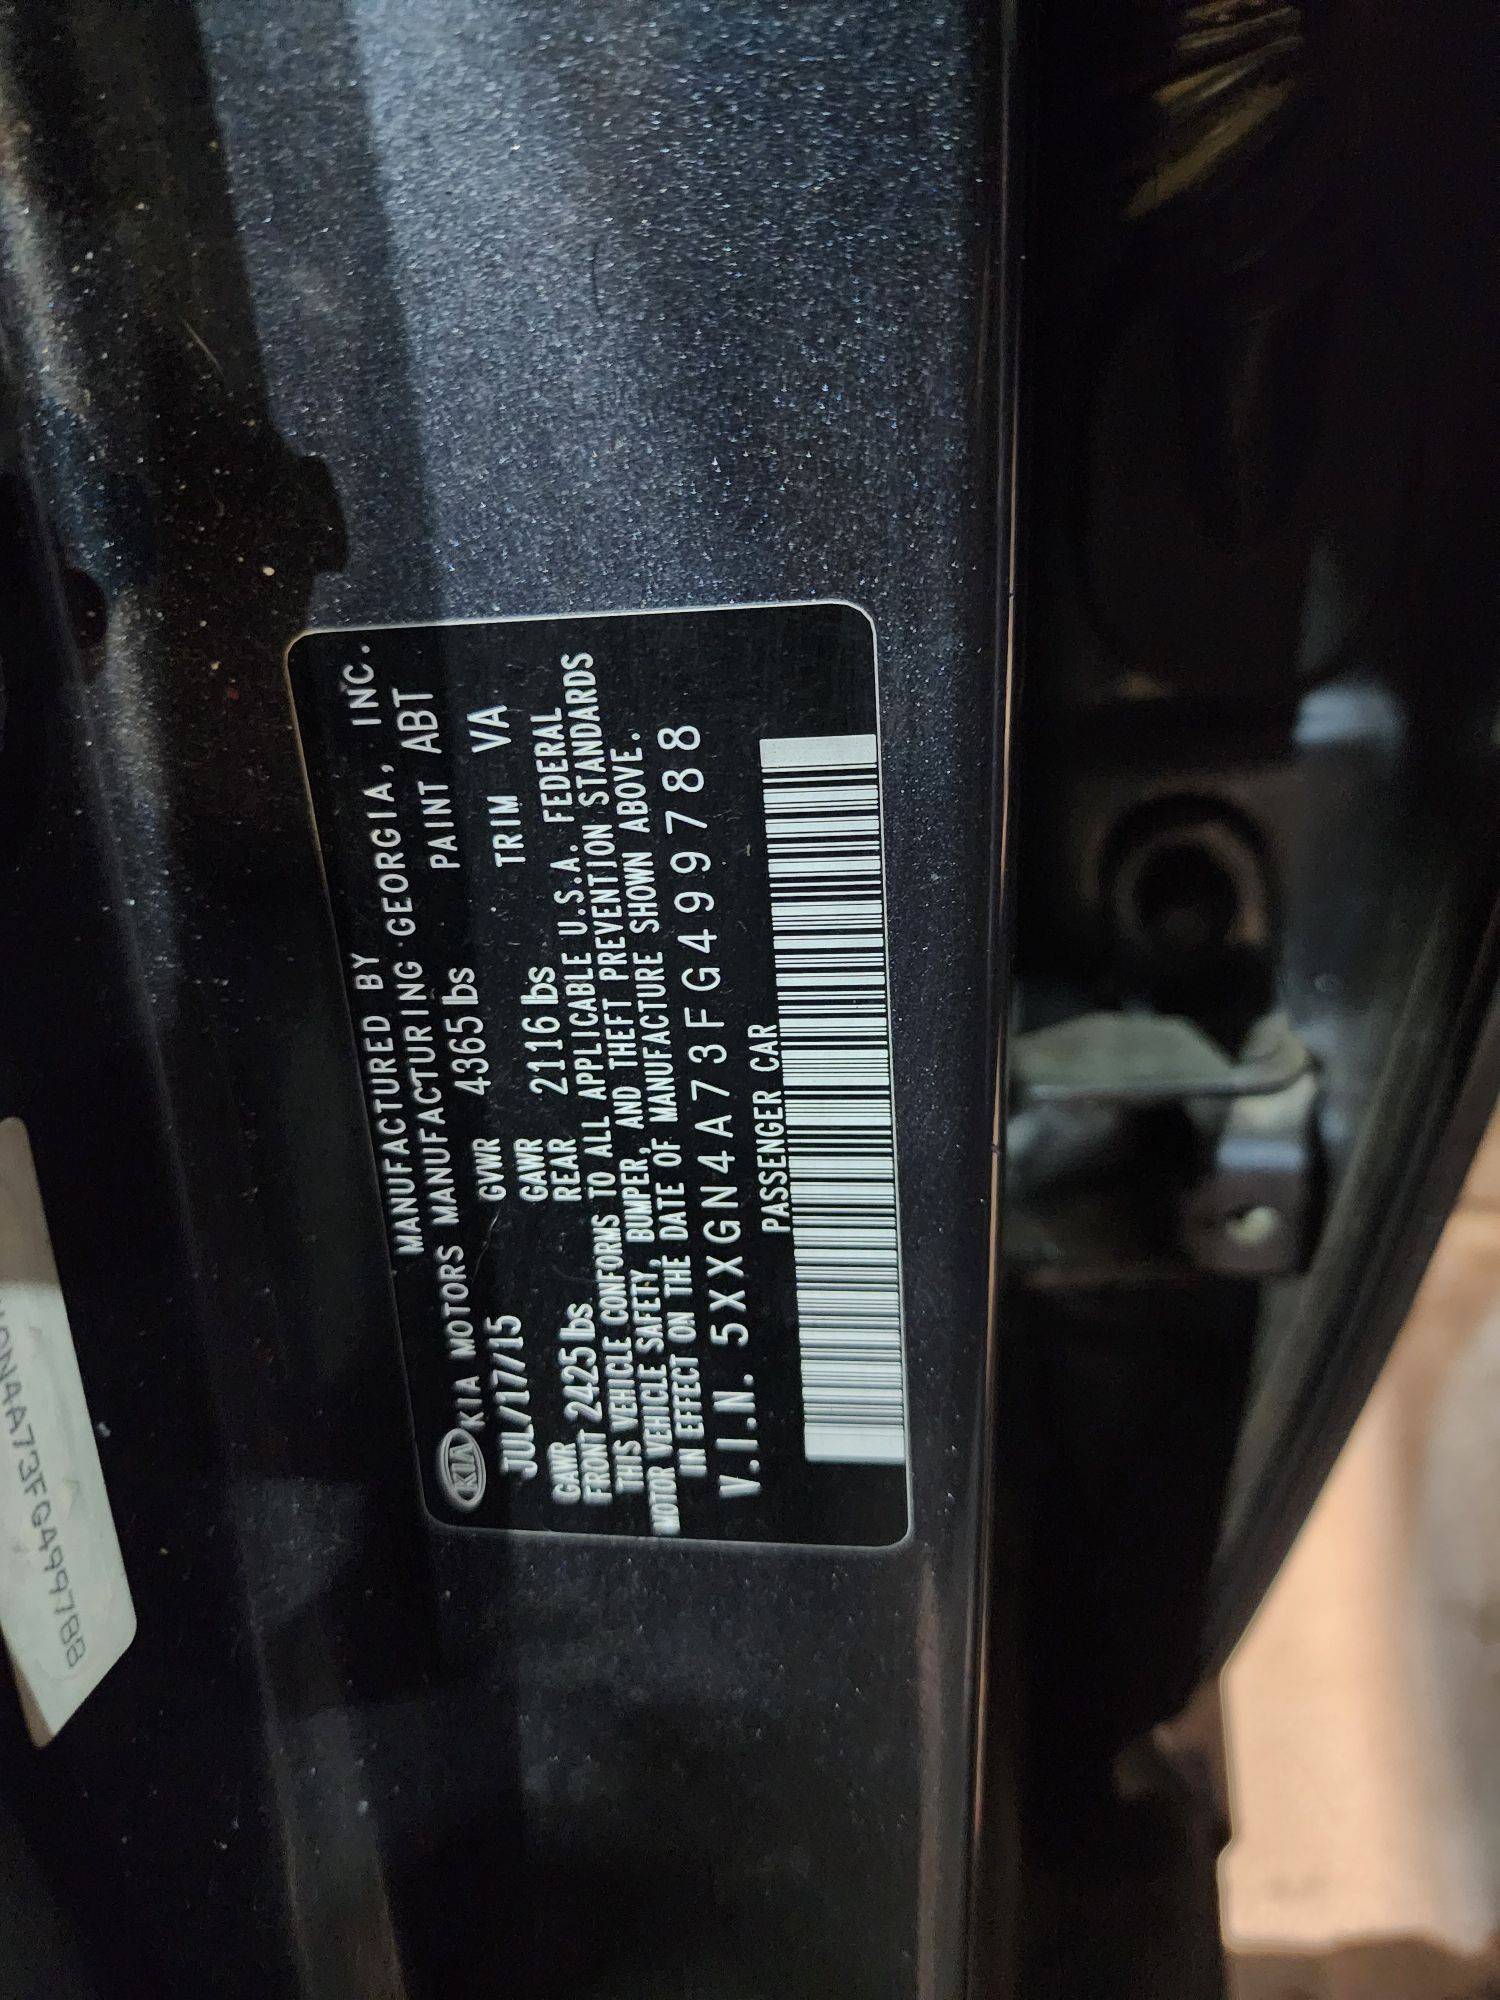 MANUFACTURED BY
KIA KIA MOTORS MANUFACTURING GEORGIA, INC.
JUL/17/15 GVWR 4365 lbs PAINT ABT
GAWR FRONT 2425 lbs GAWR REAR 2116 lbs TRIM VA
THIS VEHICLE CONFORMS TO ALL APPLICABLE U.S.A. FEDERAL
MOTOR VEHICLE SAFETY, BUMPER, AND THEFT PREVENTION STANDARDS
IN EFFECT ON THE DATE OF MANUFACTURE SHOWN ABOVE.
V.I.N. 5XXGN4A73FG499788
PASSENGER CAR
GN4A73FG499788